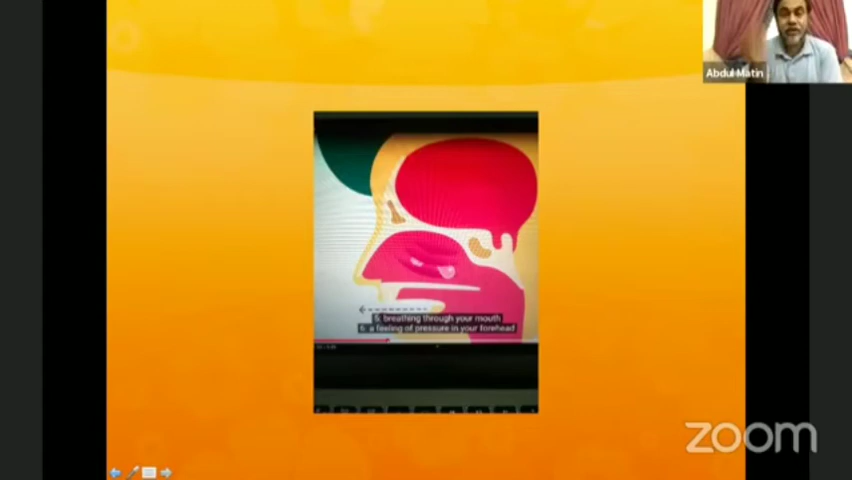 Abdul Matin
5: breathing through your mouth
6: a feeling of pressure in your forehead
zoom